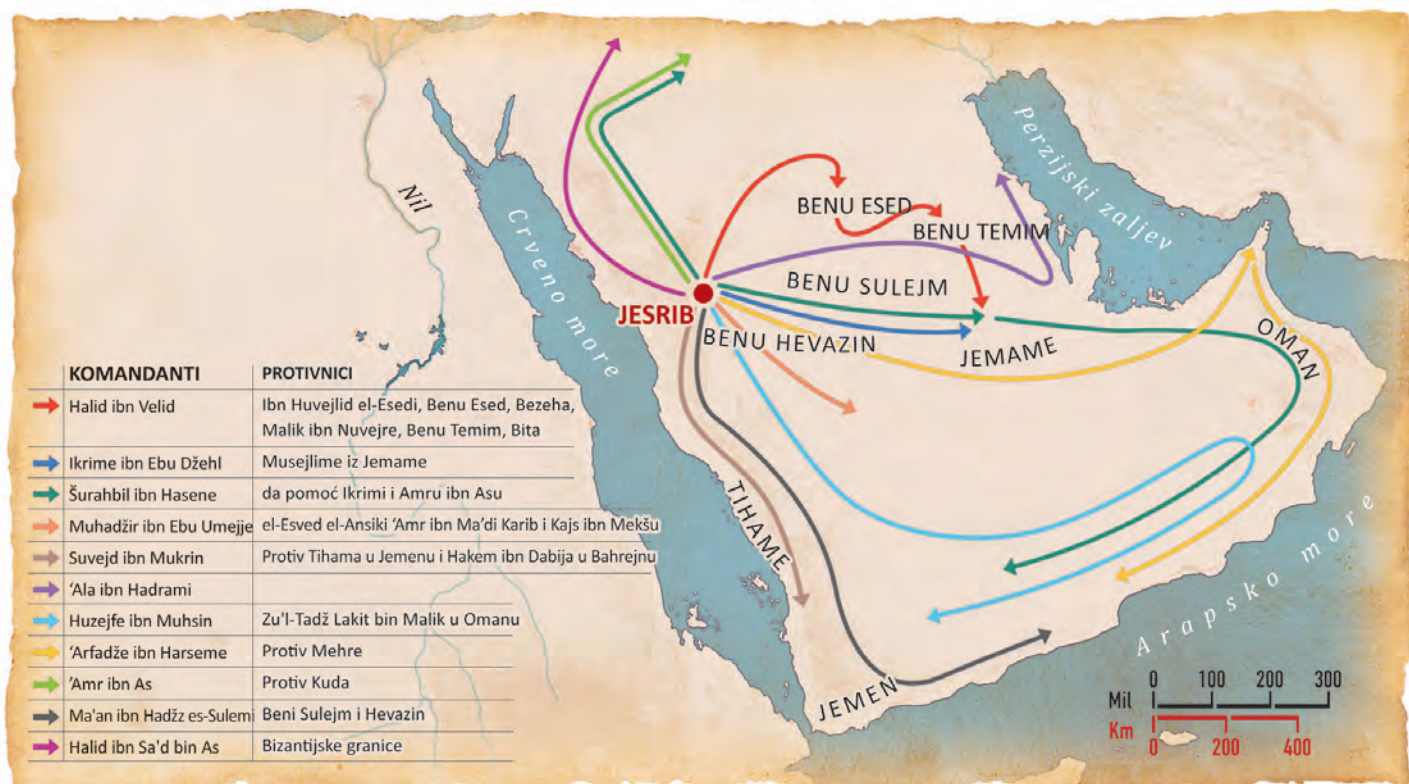 Nil
Crveno more
Perzijski zaljev
BENU ESED
BENU TEMIM
BENU SULEJM
JESRIB
BENU HEVAZIN
JEMAME
OMAN
TIHAME
JEMEN
Arapsko more
KOMANDANTI PROTIVNICI
Halid ibn Velid Ibn Huvejlid el-Esedi, Benu Esed, Bezeha,
Malik ibn Nuvejre, Benu Temim, Bita
Ikrime ibn Ebu Džehl Musejlime iz Jemame
Šurahbil ibn Hasene da pomoć Ikrimi i Amru ibn Asu
Muhadžir ibn Ebu Umejje el-Esved el-Ansiki ‘Amr ibn Ma’di Karib i Kajs ibn Mekšu
Suvejd ibn Mukrin Protiv Tihama u Jemenu i Hakem ibn Dabija u Bahrejnu
‘Ala ibn Hadrami
Huzejfe ibn Muhsin Zu'l-Tadž Lakit bin Malik u Omanu
‘Arfadže ibn Harseme Protiv Mehre
‘Amr ibn As Protiv Kuda
Ma'an ibn Hadžz es-Sulemi Beni Sulejm i Hevazin
Halid ibn Sa'd bin As Bizantijske granice
0 100 200 300
Mil
Km
0 200 400